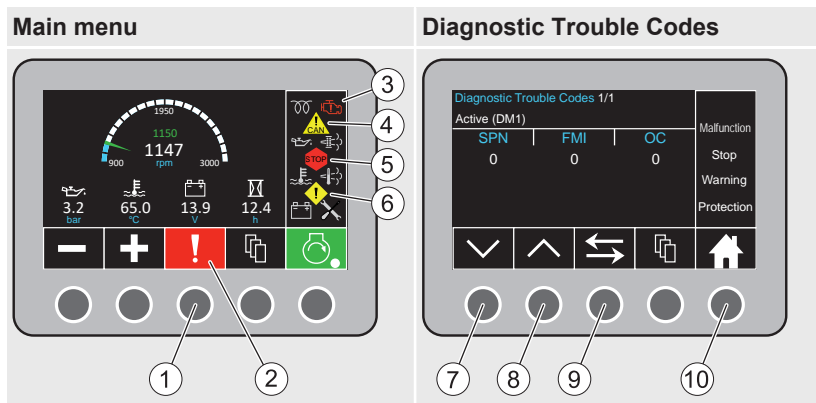 Main menu
Diagnostic Trouble Codes
3
1950
4
CAN
1150
1147
rpm
900
3000
STOP
5
6
3.2
65.0
13.9
12.4
bar
°C
V
h
!
1
2
Diagnostic Trouble Codes 1/1
Active (DM1)
SPN
FMI
OC
0
0
0
Malfunction
Stop
Warning
Protection
7
8
9
10